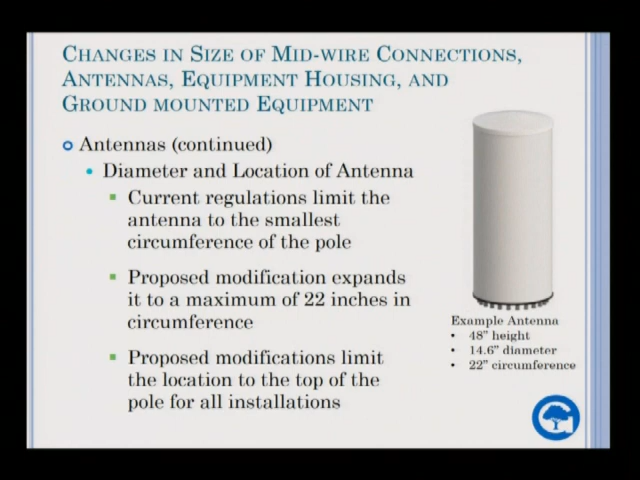 CHANGES IN SIZE OF MID-WIRE CONNECTIONS,
ANTENNAS, EQUIPMENT HOUSING, AND
GROUND MOUNTED EQUIPMENT
Antennas (continued)
Diameter and Location of Antenna
Current regulations limit the
antenna to the smallest
circumference of the pole
Proposed modification expands
it to a maximum of 22 inches in
circumference
Proposed modifications limit
the location to the top of the
pole for all installations
Example Antenna
• 48" height
• 14.6" diameter
• 22" circumference